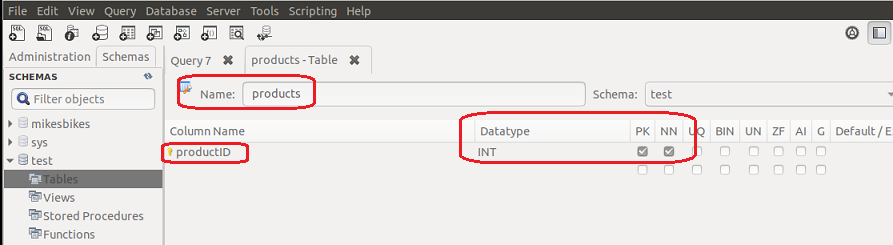 File Edit View Query Database Server Tools Scripting Help
Administration Schemas Query 7 products - Table
SCHEMAS
Filter objects
mikesbikes
sys
test
Tables
Views
Stored Procedures
Functions
Name: products Schema: test
Column Name Datatype PK NN UQ BIN UN ZF AI G Default / E
productID INT